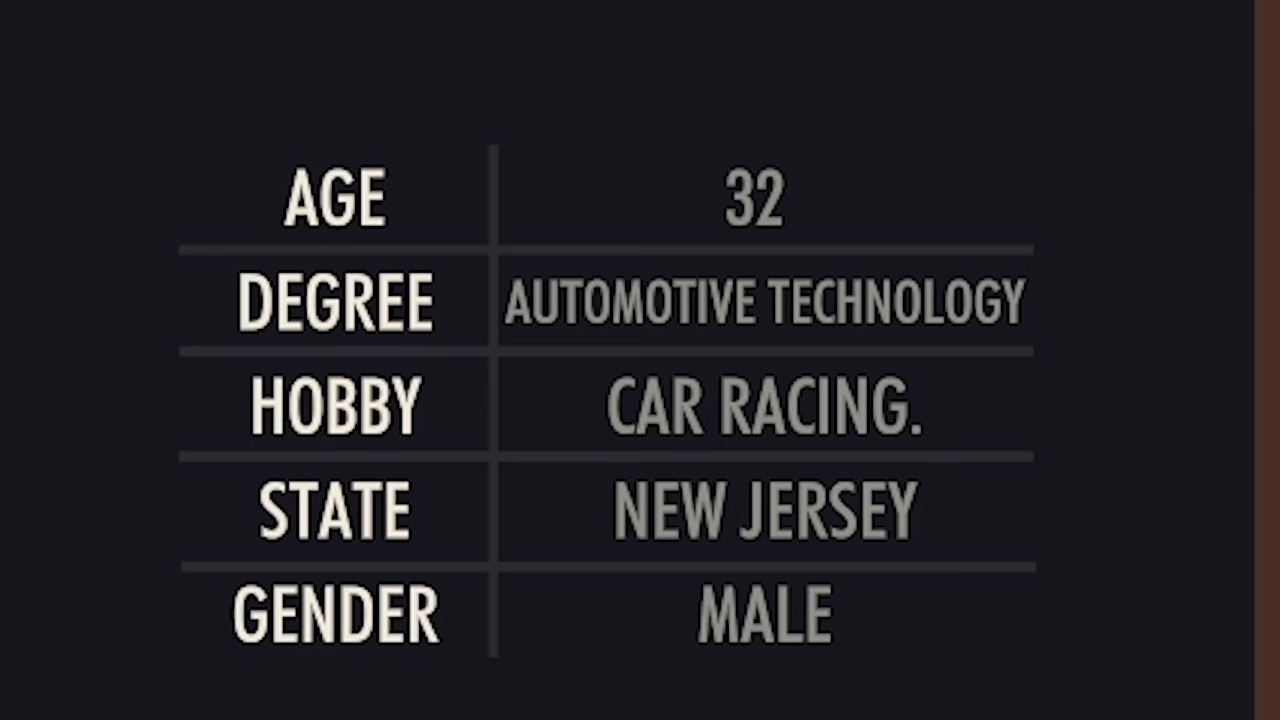 AGE 32
DEGREE AUTOMOTIVE TECHNOLOGY
HOBBY CAR RACING.
STATE NEW JERSEY
GENDER MALE